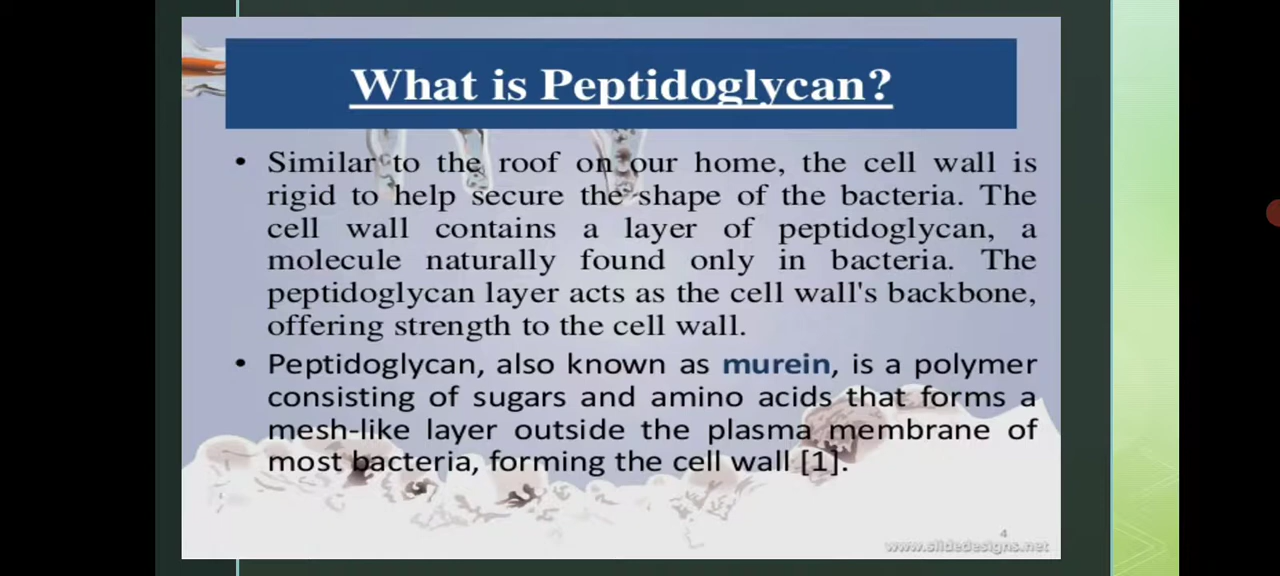 What is Peptidoglycan?
• Similar to the roof on our home, the cell wall is
rigid to help secure the shape of the bacteria. The
cell wall contains a layer of peptidoglycan, a
molecule naturally found only in bacteria. The
peptidoglycan layer acts as the cell wall's backbone,
offering strength to the cell wall.
• Peptidoglycan, also known as murein, is a polymer
consisting of sugars and amino acids that forms a
mesh-like layer outside the plasma membrane of
most bacteria, forming the cell wall [1].
4
www.slidedesigns.net